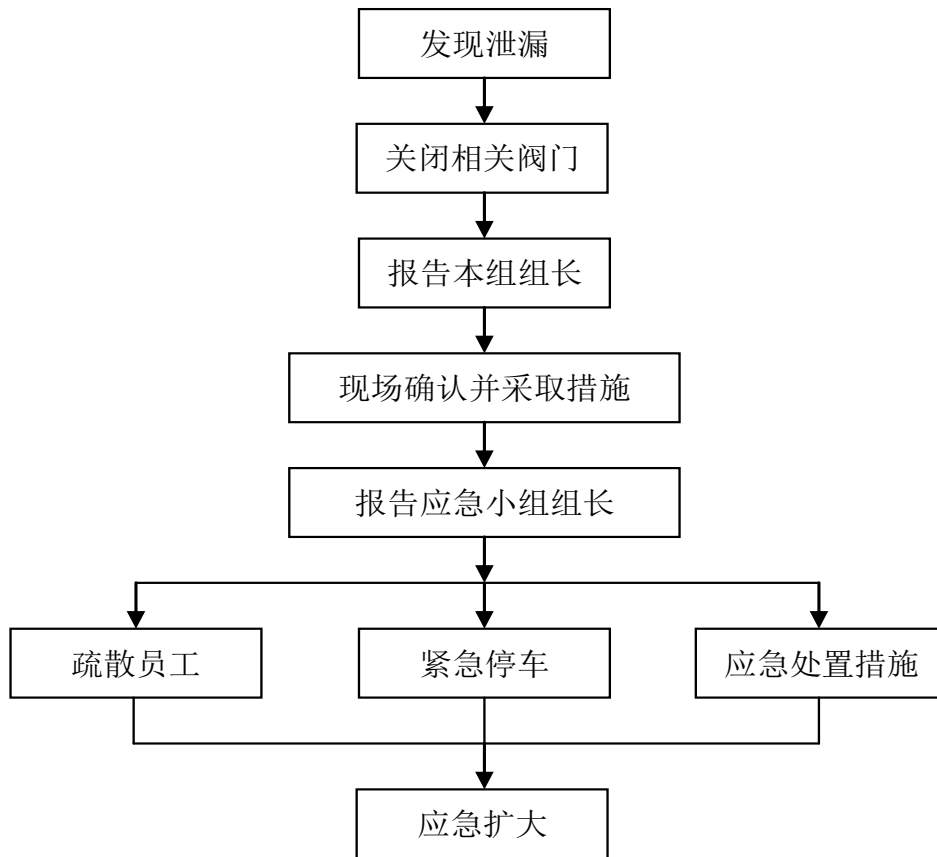 发现泄漏
关闭相关阀门
报告本组组长
现场确认并采取措施
报告应急小组组长
疏散员工
紧急停车
应急处置措施
应急扩大